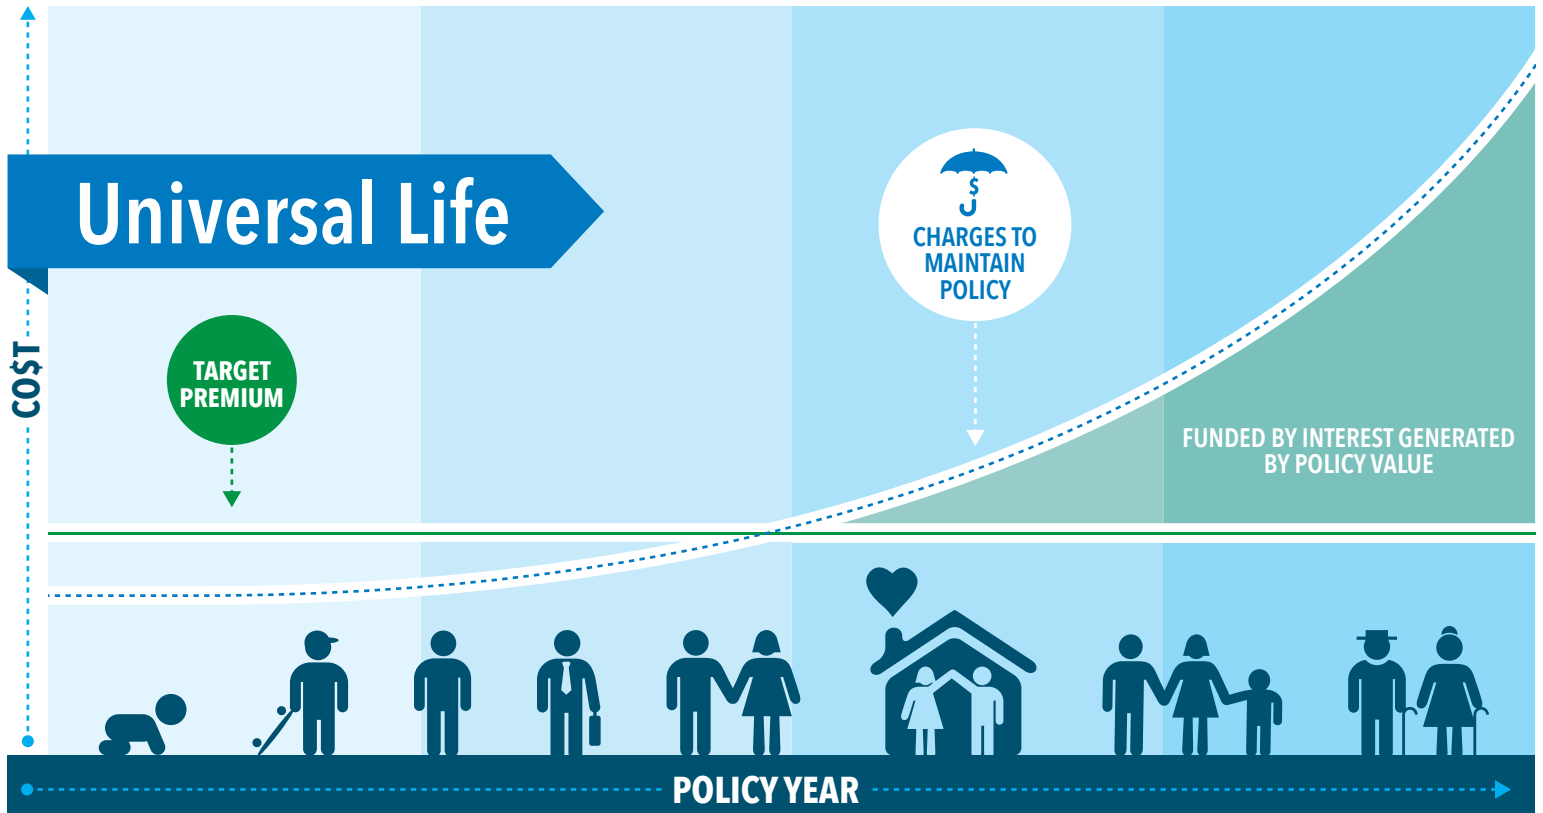 Universal Life
CO$T
TARGET
PREMIUM
$
CHARGES TO
MAINTAIN
POLICY
FUNDED BY INTEREST GENERATED
BY POLICY VALUE
POLICY YEAR